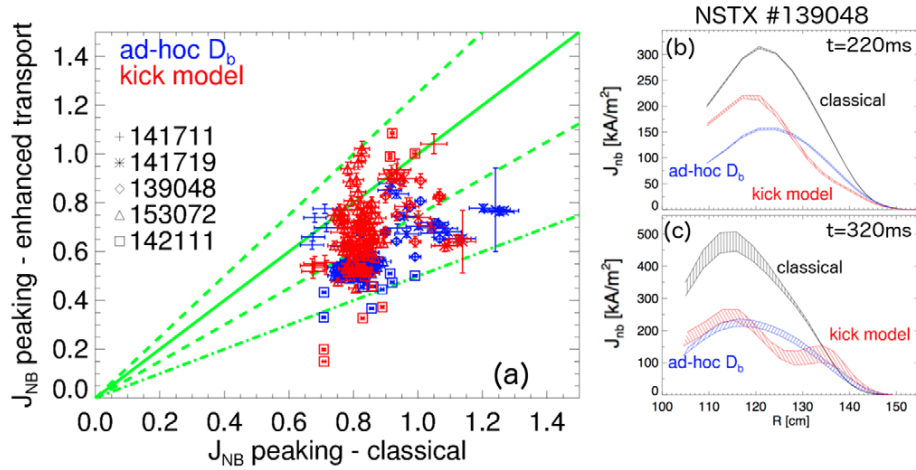 NSTX #139048
J_NB peaking - enhanced transport
1.4
1.2
1.0
0.8
0.6
0.4
0.2
0.0
ad-hoc D_b
kick model
141711
141719
139048
153072
142111
(a)
0.0 0.2 0.4 0.6 0.8 1.0 1.2 1.4
J_NB peaking - classical
(b)
t=220ms
J_nb [kA/m²]
300
250
200
150
100
50
0
classical
ad-hoc D_b
kick model
(c)
t=320ms
J_nb [kA/m²]
500
400
300
200
100
0
classical
kick model
ad-hoc D_b
100 110 120 130 140 150
R [cm]